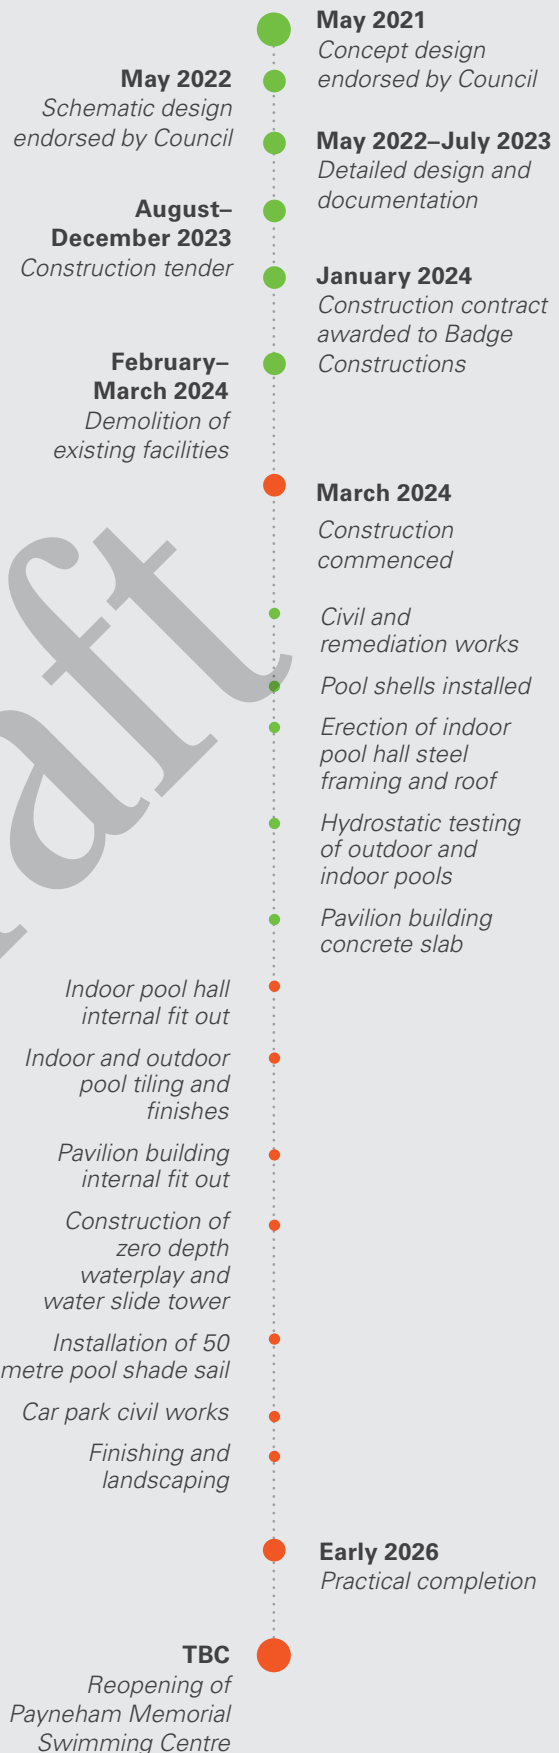 May 2021
Concept design
endorsed by Council
May 2022
Schematic design
endorsed by Council
May 2022–July 2023
Detailed design and
documentation
August–
December 2023
Construction tender
January 2024
Construction contract
awarded to Badge
Constructions
February–
March 2024
Demolition of
existing facilities
March 2024
Construction
commenced
Civil and
remediation works
Pool shells installed
Erection of indoor
pool hall steel
framing and roof
Hydrostatic testing
of outdoor and
indoor pools
Pavilion building
concrete slab
Indoor pool hall
internal fit out
Indoor and outdoor
pool tiling and
finishes
Pavilion building
internal fit out
Construction of
zero depth
waterplay and
water slide tower
Installation of 50
metre pool shade sail
Car park civil works
Finishing and
landscaping
Early 2026
Practical completion
TBC
Reopening of
Payneham Memorial
Swimming Centre
aft